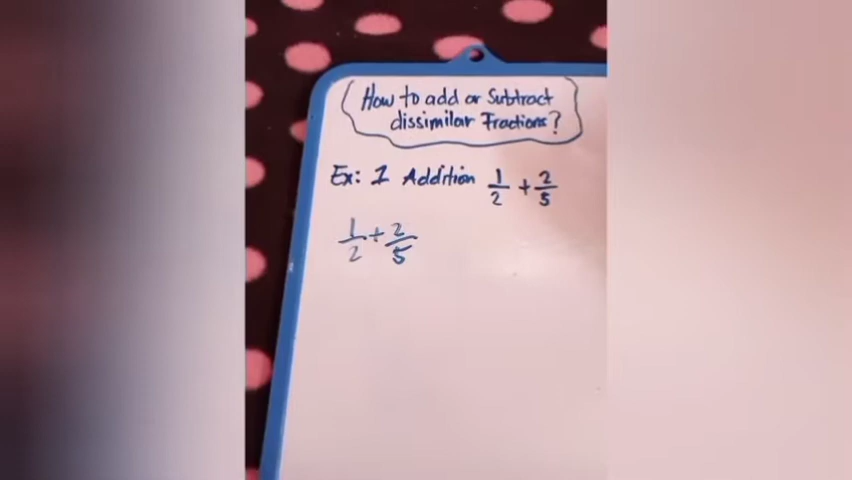 How to add or Subtract
dissimilar Fractions?
Ex: 1 Addition 1/2 + 2/5
1/2 + 2/5